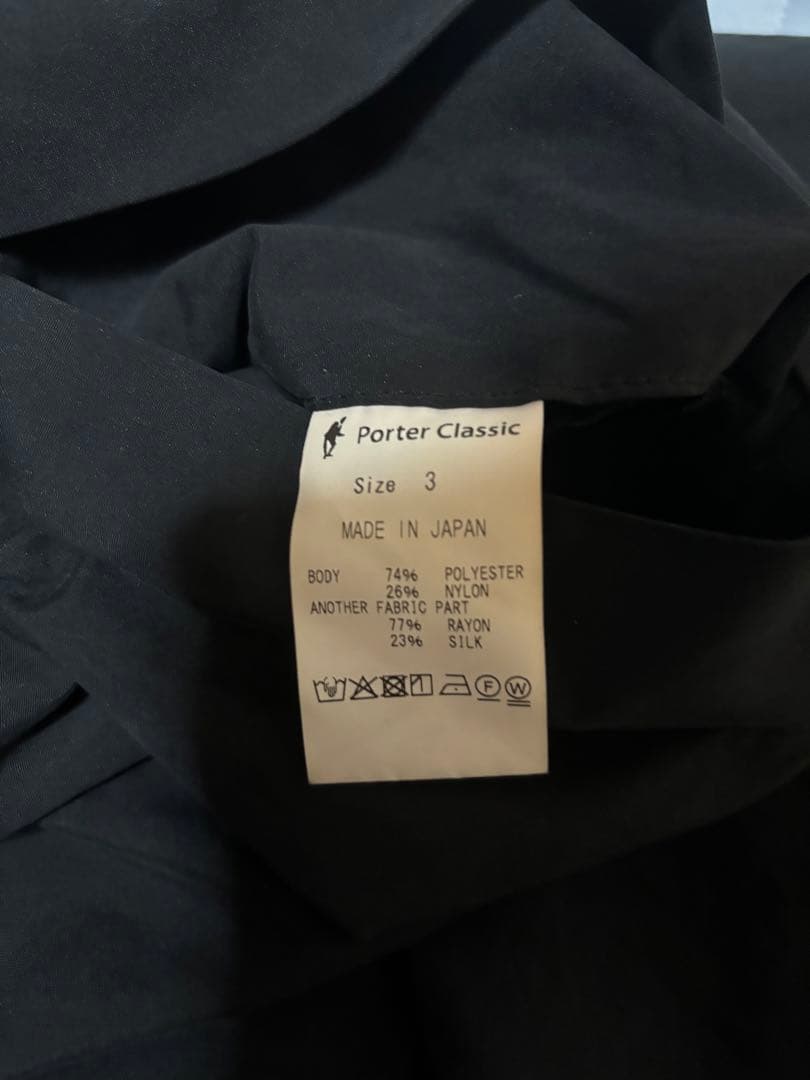 Porter Classic
Size 3
MADE IN JAPAN
BODY 74% POLYESTER
26% NYLON
ANOTHER FABRIC PART
77% RAYON
23% SILK
F W